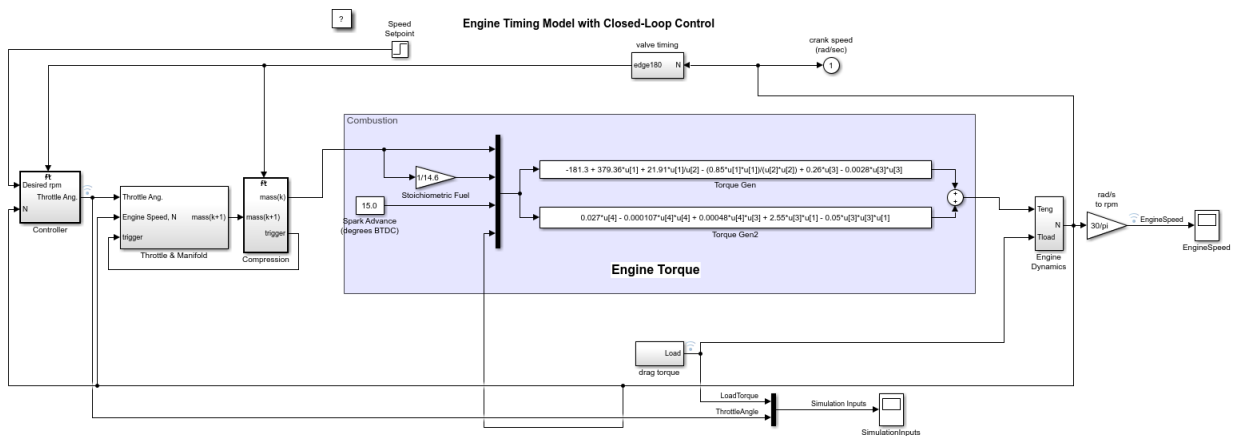 ?
Speed
Setpoint
Engine Timing Model with Closed-Loop Control
valve timing
edge180
N
crank speed
(rad/sec)
1
Combustion
Desired rpm
Throttle Ang.
N
Controller
Throttle Ang.
Engine Speed, N
mass(k+1)
trigger
Throttle & Manifold
mass(k)
mass(k+1)
trigger
Compression
1/14.6
Stoichiometric Fuel
15.0
Spark Advance
(degrees BTDC)
-181.3 + 379.36*u[1] + 21.91*u[1]/u[2] - (0.85*u[1]*u[1])/(u[2]*u[2]) + 0.26*u[3] - 0.0028*u[3]*u[3]
Torque Gen
0.027*u[4] - 0.000107*u[4]*u[4] + 0.00048*u[4]*u[3] + 2.55*u[3]*u[1] - 0.05*u[3]*u[3]*u[1]
Torque Gen2
Engine Torque
Teng
N
Tload
Engine
Dynamics
rad/s
to rpm
30/pi
EngineSpeed
EngineSpeed
Load
drag torque
LoadTorque
ThrottleAngle
Simulation Inputs
SimulationInputs